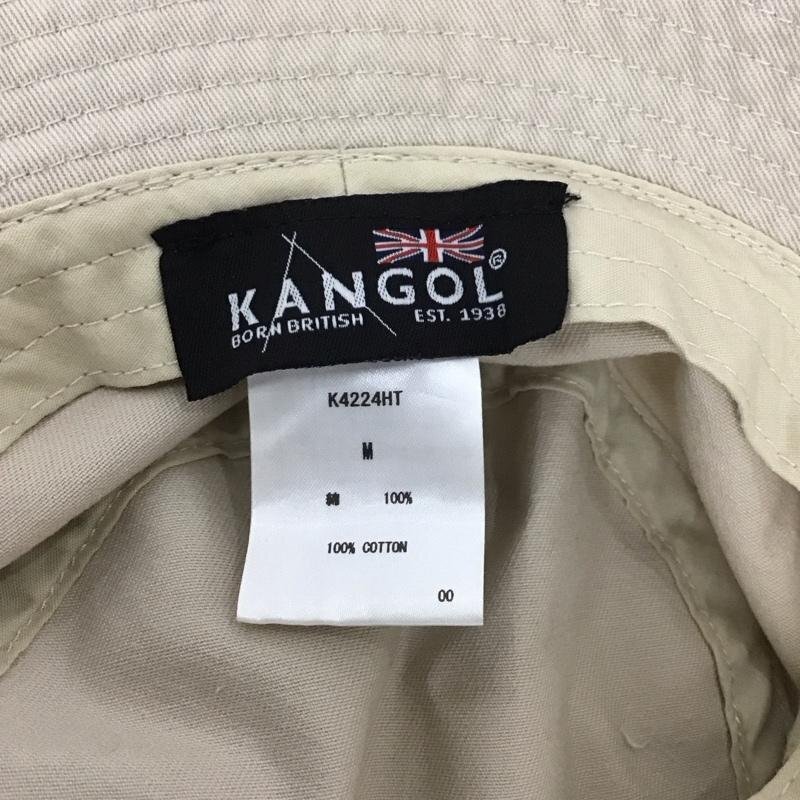 KANGOL®
BORN BRITISH EST. 1938
K4224HT
M
綿 100%
100% COTTON
00